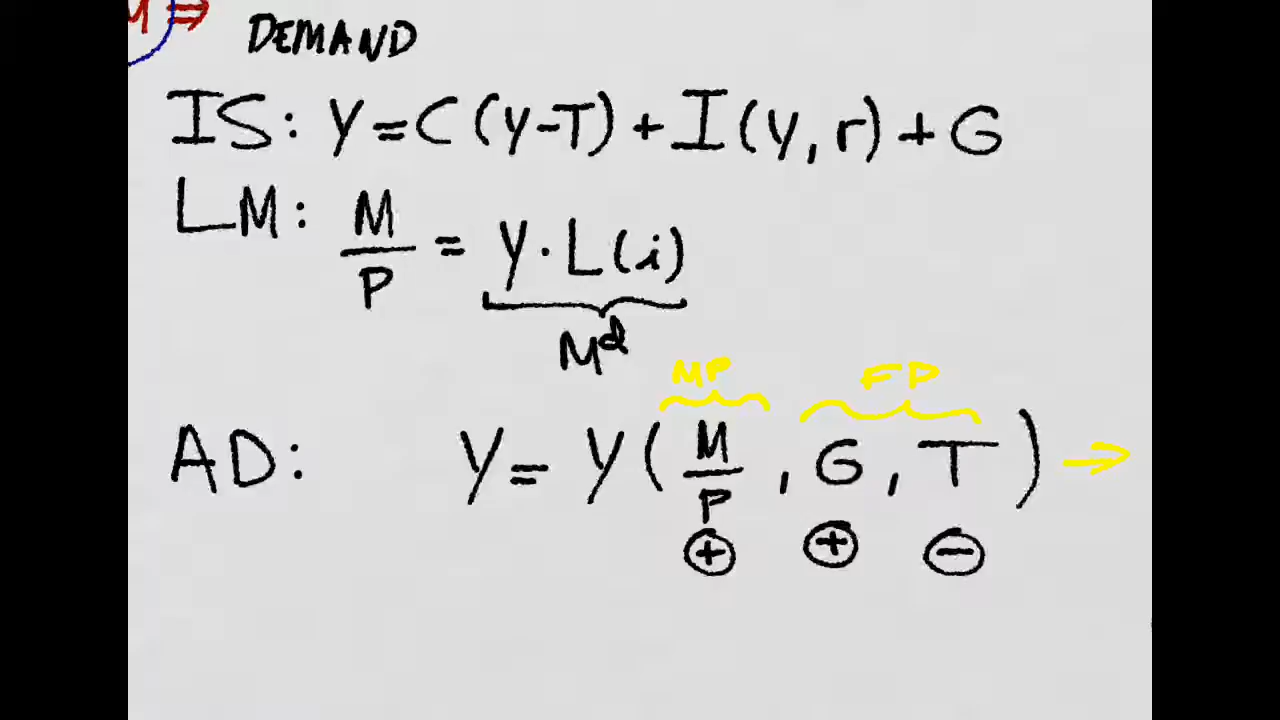 M ⇒
DEMAND
IS: Y = C (Y-T) + I (Y, r) + G
LM: M/P = Y · L(i)
M^d
MP FP
AD: Y = Y ( M/P , G , T ) →
+ + −